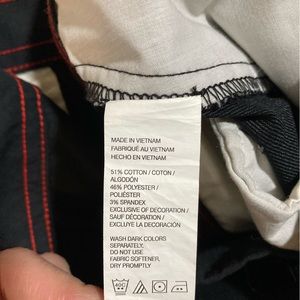 MADE IN VIETNAM
FABRIQUÉ AU VIETNAM
HECHO EN VIETNAM
51% COTTON / COTON /
ALGODÓN
46% POLYESTER /
POLIÉSTER
3% SPANDEX
EXCLUSIVE OF DECORATION /
SAUF DÉCORATION /
EXCLUYE LA DECORACIÓN
WASH DARK COLORS
SEPARATELY.
DO NOT USE
FABRIC SOFTENER.
DRY PROMPTLY
40C